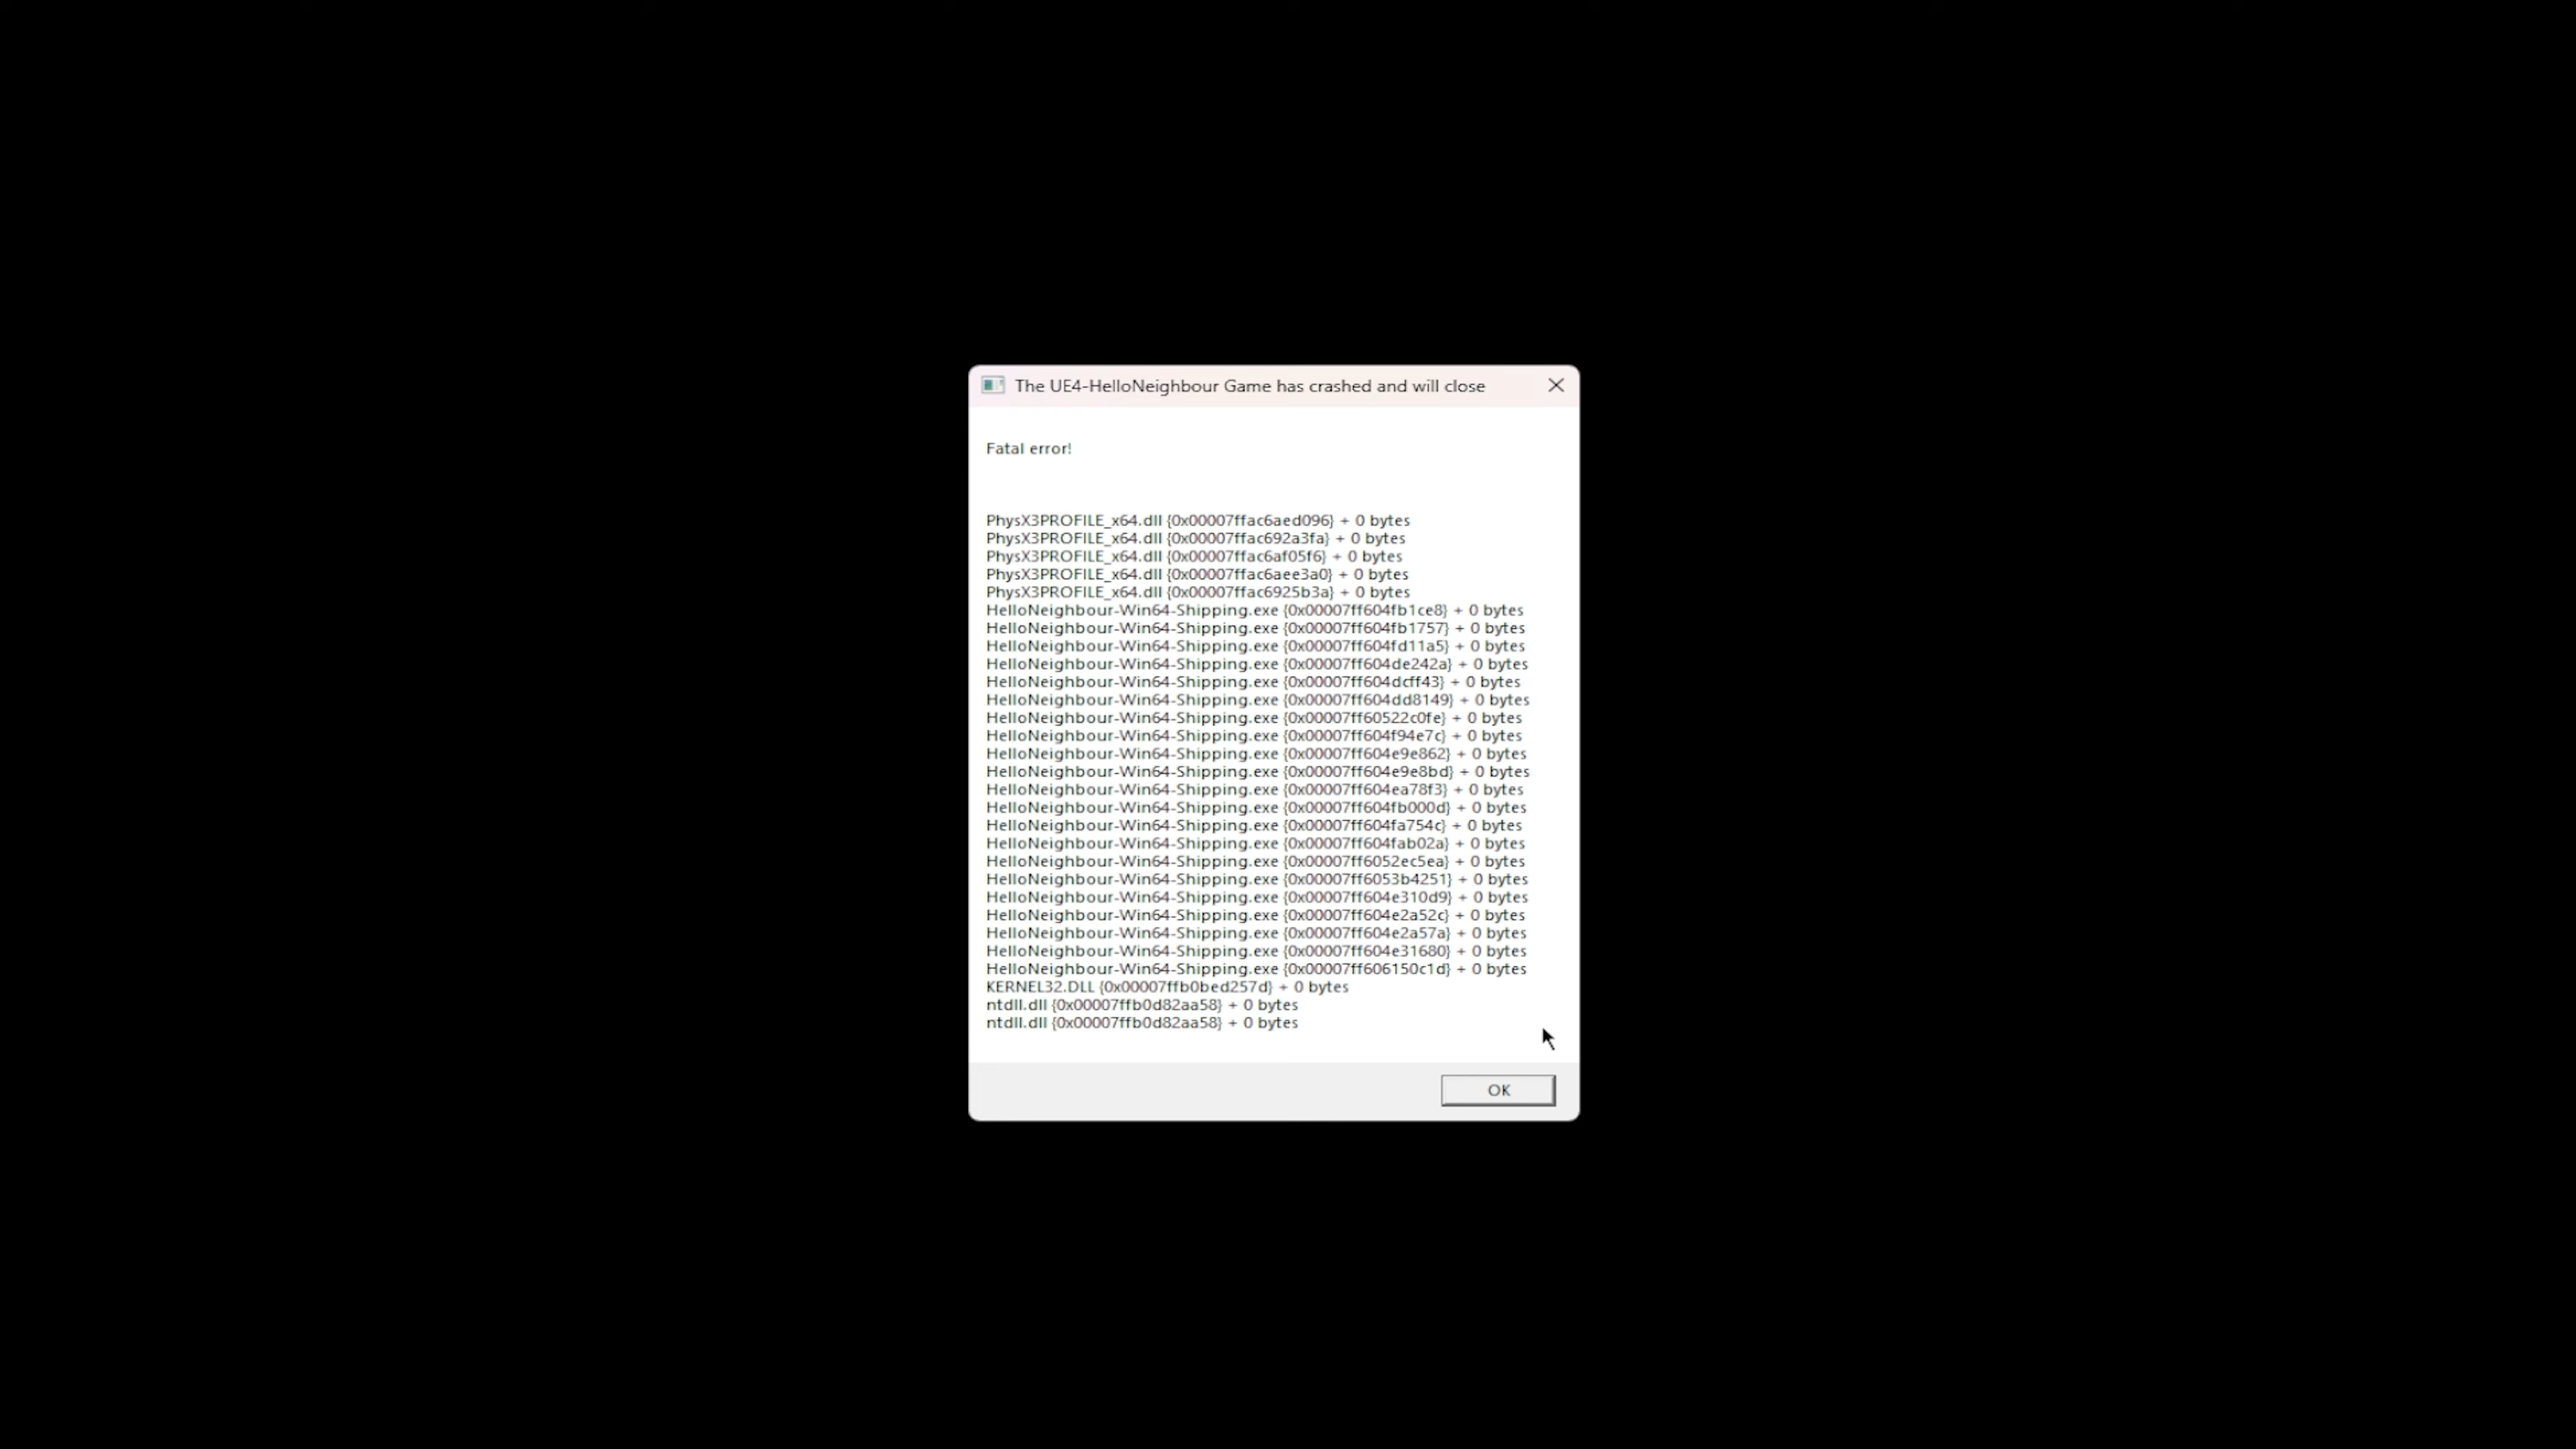 The UE4-HelloNeighbour Game has crashed and will close
Fatal error!
PhysX3PROFILE_x64.dll {0x00007ffac6aed096} + 0 bytes
PhysX3PROFILE_x64.dll {0x00007ffac692a3fa} + 0 bytes
PhysX3PROFILE_x64.dll {0x00007ffac6af05f6} + 0 bytes
PhysX3PROFILE_x64.dll {0x00007ffac6aee3a0} + 0 bytes
PhysX3PROFILE_x64.dll {0x00007ffac6925b3a} + 0 bytes
HelloNeighbour-Win64-Shipping.exe {0x00007ff604fb1ce8} + 0 bytes
HelloNeighbour-Win64-Shipping.exe {0x00007ff604fb1757} + 0 bytes
HelloNeighbour-Win64-Shipping.exe {0x00007ff604fd11a5} + 0 bytes
HelloNeighbour-Win64-Shipping.exe {0x00007ff604de242a} + 0 bytes
HelloNeighbour-Win64-Shipping.exe {0x00007ff604dcff43} + 0 bytes
HelloNeighbour-Win64-Shipping.exe {0x00007ff604dd8149} + 0 bytes
HelloNeighbour-Win64-Shipping.exe {0x00007ff60522c0fe} + 0 bytes
HelloNeighbour-Win64-Shipping.exe {0x00007ff604f94e7c} + 0 bytes
HelloNeighbour-Win64-Shipping.exe {0x00007ff604e9e862} + 0 bytes
HelloNeighbour-Win64-Shipping.exe {0x00007ff604e9e8bd} + 0 bytes
HelloNeighbour-Win64-Shipping.exe {0x00007ff604ea78f3} + 0 bytes
HelloNeighbour-Win64-Shipping.exe {0x00007ff604fb000d} + 0 bytes
HelloNeighbour-Win64-Shipping.exe {0x00007ff604fa754c} + 0 bytes
HelloNeighbour-Win64-Shipping.exe {0x00007ff604fab02a} + 0 bytes
HelloNeighbour-Win64-Shipping.exe {0x00007ff6052ec5ea} + 0 bytes
HelloNeighbour-Win64-Shipping.exe {0x00007ff6053b4251} + 0 bytes
HelloNeighbour-Win64-Shipping.exe {0x00007ff604e310d9} + 0 bytes
HelloNeighbour-Win64-Shipping.exe {0x00007ff604e2a52c} + 0 bytes
HelloNeighbour-Win64-Shipping.exe {0x00007ff604e2a57a} + 0 bytes
HelloNeighbour-Win64-Shipping.exe {0x00007ff604e31680} + 0 bytes
HelloNeighbour-Win64-Shipping.exe {0x00007ff606150c1d} + 0 bytes
KERNEL32.DLL {0x00007ffb0bed257d} + 0 bytes
ntdll.dll {0x00007ffb0d82aa58} + 0 bytes
ntdll.dll {0x00007ffb0d82aa58} + 0 bytes
OK